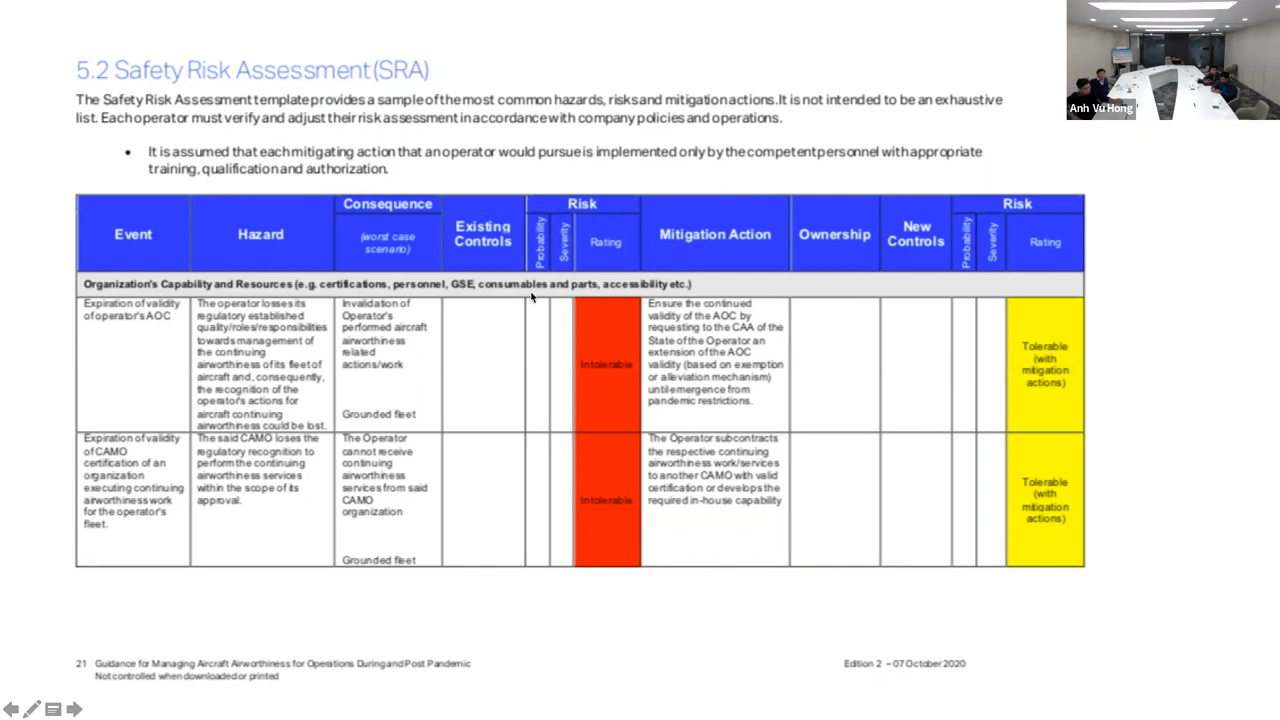 5.2 Safety Risk Assessment (SRA)
The Safety Risk Assessment template provides a sample of the most common hazards, risks and mitigation actions. It is not intended to be an exhaustive
list. Each operator must verify and adjust their risk assessment in accordance with company policies and operations.
• It is assumed that each mitigating action that an operator would pursue is implemented only by the competent personnel with appropriate
training, qualification and authorization.
Event
Hazard
Consequence
(worst case
scenario)
Existing
Controls
Risk
Probability
Severity
Rating
Mitigation Action
Ownership
New
Controls
Risk
Probability
Severity
Rating
Organization's Capability and Resources (e.g. certifications, personnel, GSE, consumables and parts, accessibility etc.)
Expiration of validity
of operator's AOC
The operator losses its
regulatory established
quality/roles/responsibilities
towards management of
the continuing
airworthiness of its fleet of
aircraft and, consequently,
the recognition of the
operator's actions for
aircraft continuing
airworthiness could be lost.
Invalidation of
Operator's
performed aircraft
airworthiness
related
actions/work
Grounded fleet
Intolerable
Ensure the continued
validity of the AOC by
requesting to the CAA of the
State of the Operator an
extension of the AOC
validity (based on exemption
or alleviation mechanism)
until emergence from
pandemic restrictions.
Tolerable
(with
mitigation
actions)
Expiration of validity
of CAMO
certification of an
organization
executing continuing
airworthiness work
for the operator's
fleet.
The said CAMO loses the
regulatory recognition to
perform the continuing
airworthiness services
within the scope of its
approval.
The Operator
cannot receive
continuing
airworthiness
services from said
CAMO
organization
Grounded fleet
Intolerable
The Operator subcontracts
the respective continuing
airworthiness work/services
to another CAMO with valid
certification or develops the
required in-house capability
Tolerable
(with
mitigation
actions)
21 Guidance for Managing Aircraft Airworthiness for Operations During and Post Pandemic
Not controlled when downloaded or printed
Edition 2 – 07 October 2020
Anh Vu Hong